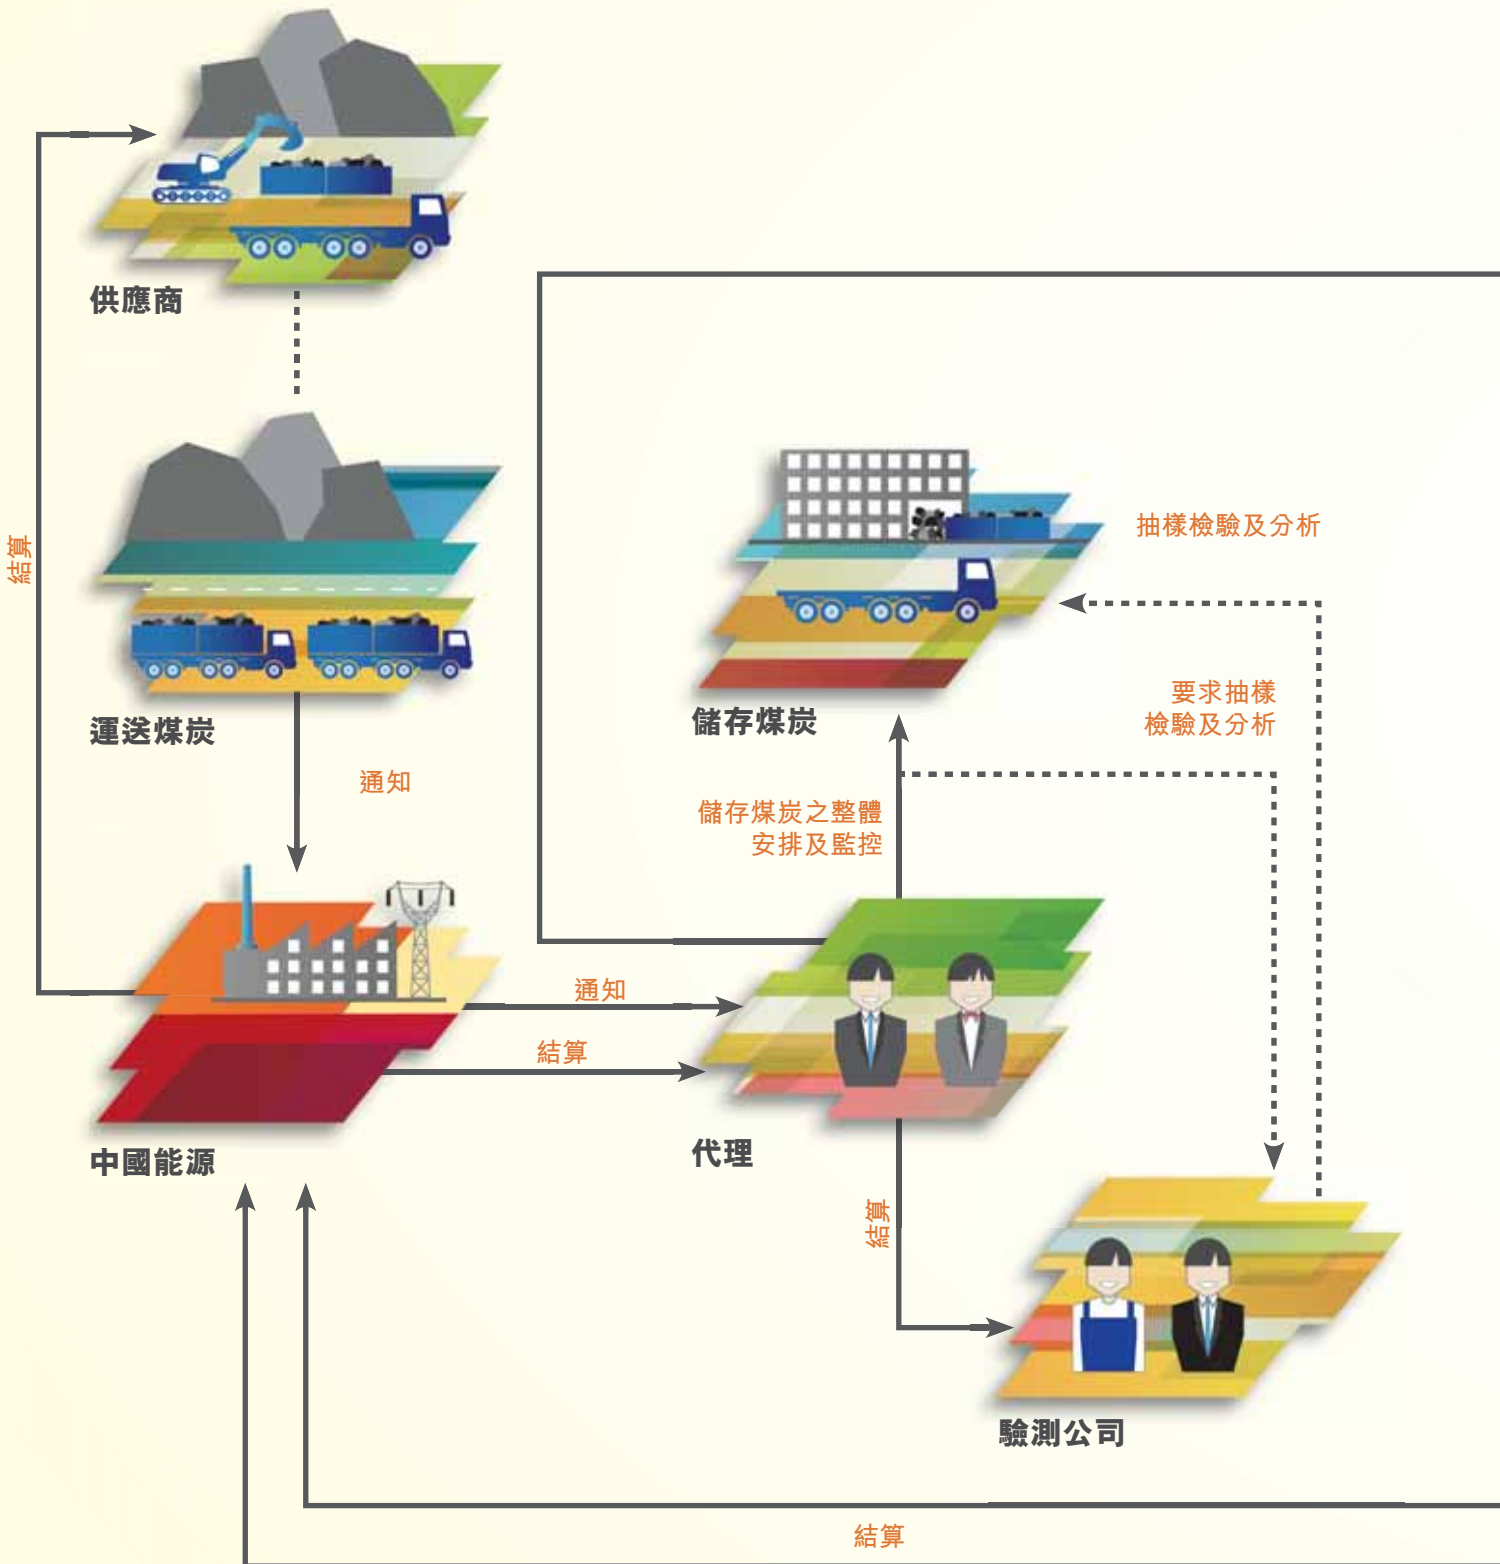 供應商
結算
運送煤炭
通知
抽樣檢驗及分析
儲存煤炭
要求抽樣
檢驗及分析
儲存煤炭之整體
安排及監控
通知
結算
中國能源
代理
結算
驗測公司
結算